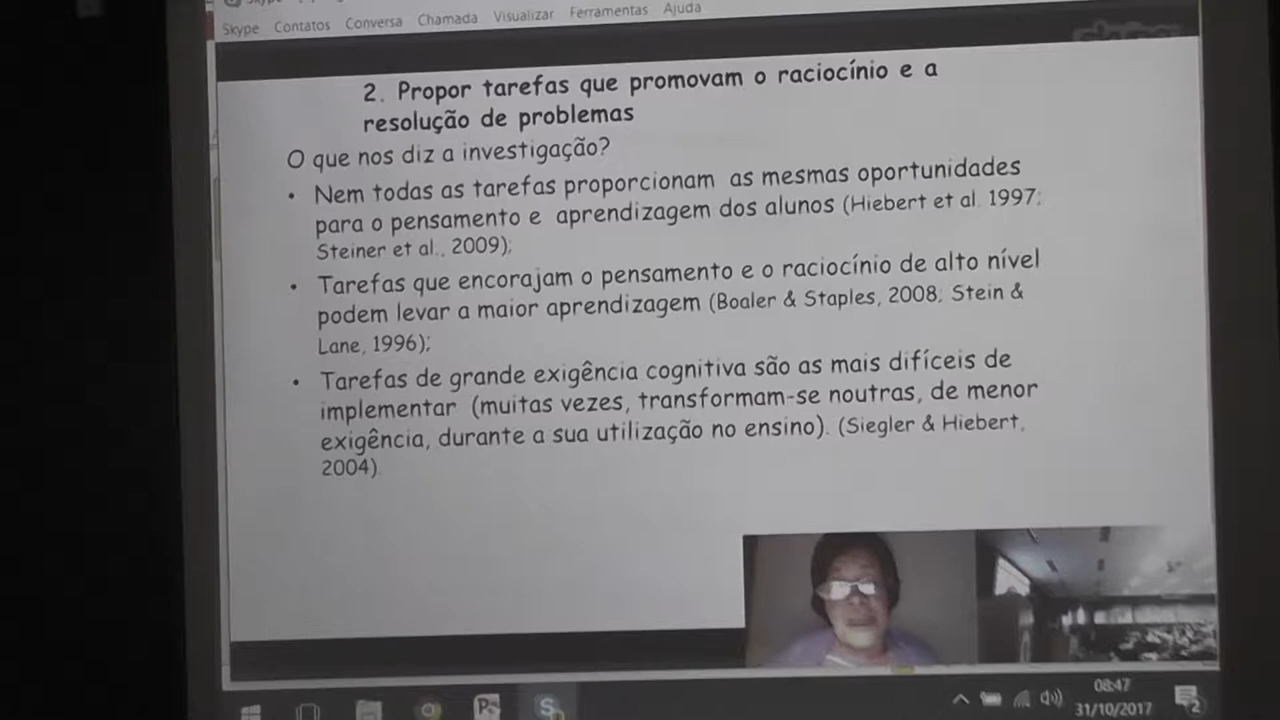 Skype Contatos Conversa Chamada Visualizar Ferramentas Ajuda
2. Propor tarefas que promovam o raciocínio e a
resolução de problemas
O que nos diz a investigação?
• Nem todas as tarefas proporcionam as mesmas oportunidades
para o pensamento e aprendizagem dos alunos (Hiebert et al. 1997;
Steiner et al., 2009);
• Tarefas que encorajam o pensamento e o raciocínio de alto nível
podem levar a maior aprendizagem (Boaler & Staples, 2008; Stein &
Lane, 1996);
• Tarefas de grande exigência cognitiva são as mais difíceis de
implementar (muitas vezes, transformam-se noutras, de menor
exigência, durante a sua utilização no ensino). (Siegler & Hiebert,
2004).
08:47
31/10/2017
2